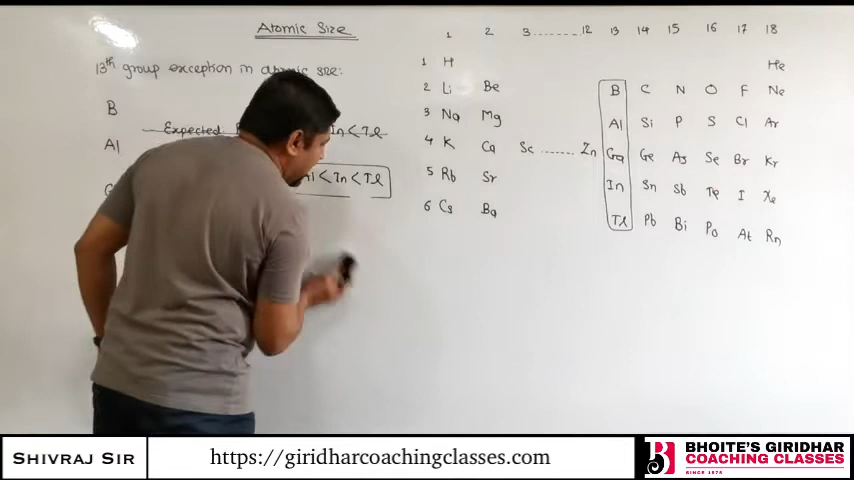 Atomic Size
13th group exception in atomic size:
B
Expected In < Tl
Al
Al < In < Tl
G
1 2 3 ........ 12 13 14 15 16 17 18
1 H He
2 Li Be B C N O F Ne
3 Na Mg Al Si P S Cl Ar
4 K Ca Sc ...... Zn Ga Ge As Se Br Kr
5 Rb Sr In Sn Sb Te I Xe
6 Cs Ba Tl Pb Bi Po At Rn
SHIVRAJ SIR
https://giridharcoachingclasses.com
BHOITE'S GIRIDHAR
COACHING CLASSES
SINCE 1975